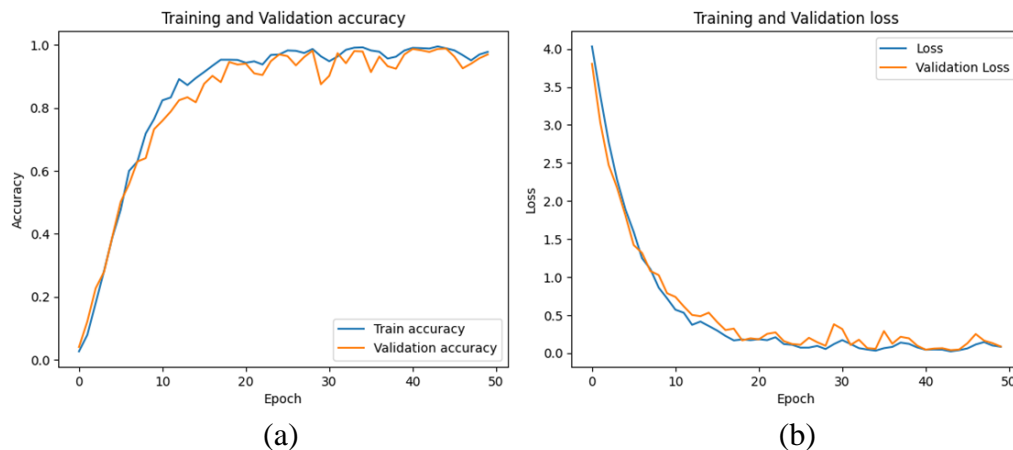 Training and Validation accuracy
1.0
0.8
0.6
0.4
0.2
0.0
Accuracy
Train accuracy
Validation accuracy
0
10
20
30
40
50
Epoch
(a)
Training and Validation loss
4.0
3.5
3.0
2.5
2.0
1.5
1.0
0.5
0.0
Loss
Loss
Validation Loss
0
10
20
30
40
50
Epoch
(b)